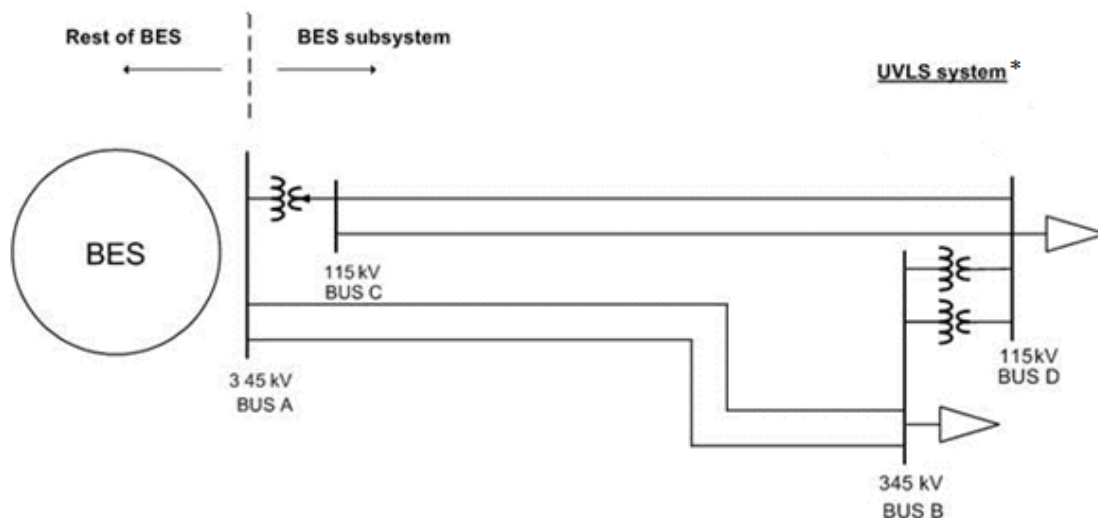 Rest of BES
BES subsystem
UVLS system*
BES
115 kV
BUS C
3 45 kV
BUS A
115kV
BUS D
345 kV
BUS B